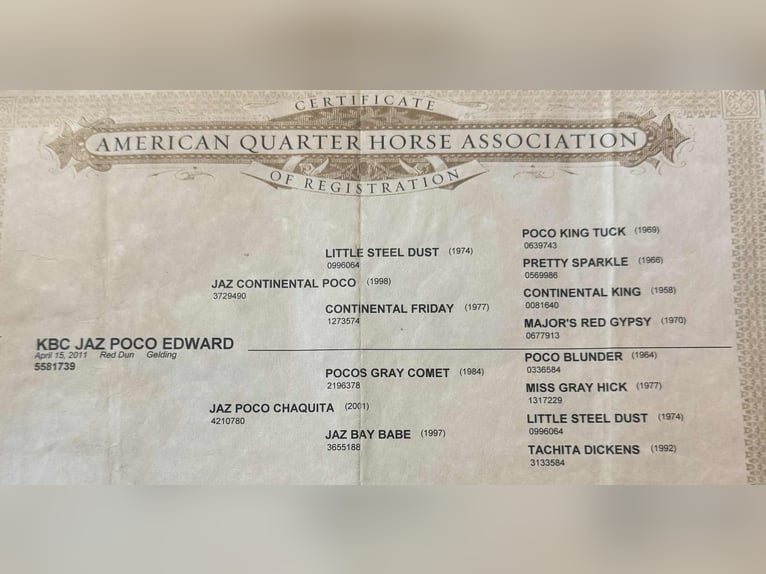 CERTIFICATE
AMERICAN QUARTER HORSE ASSOCIATION
OF REGISTRATION
POCO KING TUCK (1969)
0639743
LITTLE STEEL DUST (1974)
0996064
PRETTY SPARKLE (1966)
0569986
JAZ CONTINENTAL POCO (1998)
3729490
CONTINENTAL KING (1958)
0081640
CONTINENTAL FRIDAY (1977)
1273574
MAJOR'S RED GYPSY (1970)
0677913
KBC JAZ POCO EDWARD
April 15, 2011 Red Dun Gelding
5581739
POCO BLUNDER (1964)
0336584
POCOS GRAY COMET (1984)
2196378
MISS GRAY HICK (1977)
1317229
JAZ POCO CHAQUITA (2001)
4210780
LITTLE STEEL DUST (1974)
0996064
JAZ BAY BABE (1997)
3655188
TACHITA DICKENS (1992)
3133584